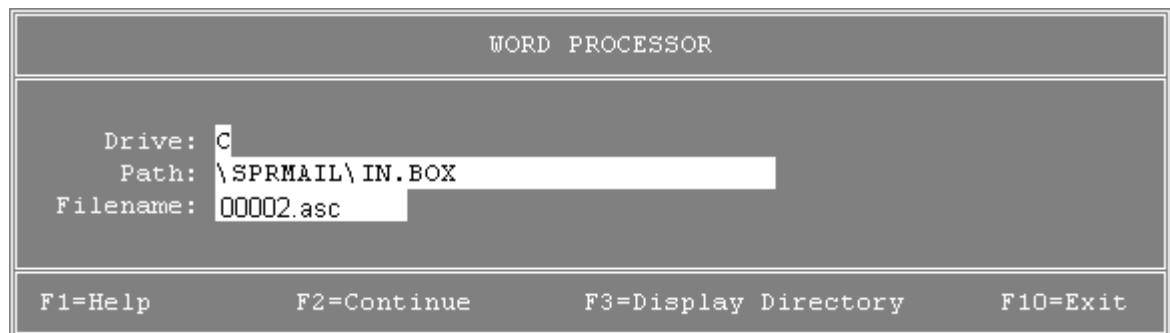 WORD PROCESSOR
Drive: C
Path: \SPRMAIL\IN.BOX
Filename: 00002.asc
F1=Help F2=Continue F3=Display Directory F10=Exit